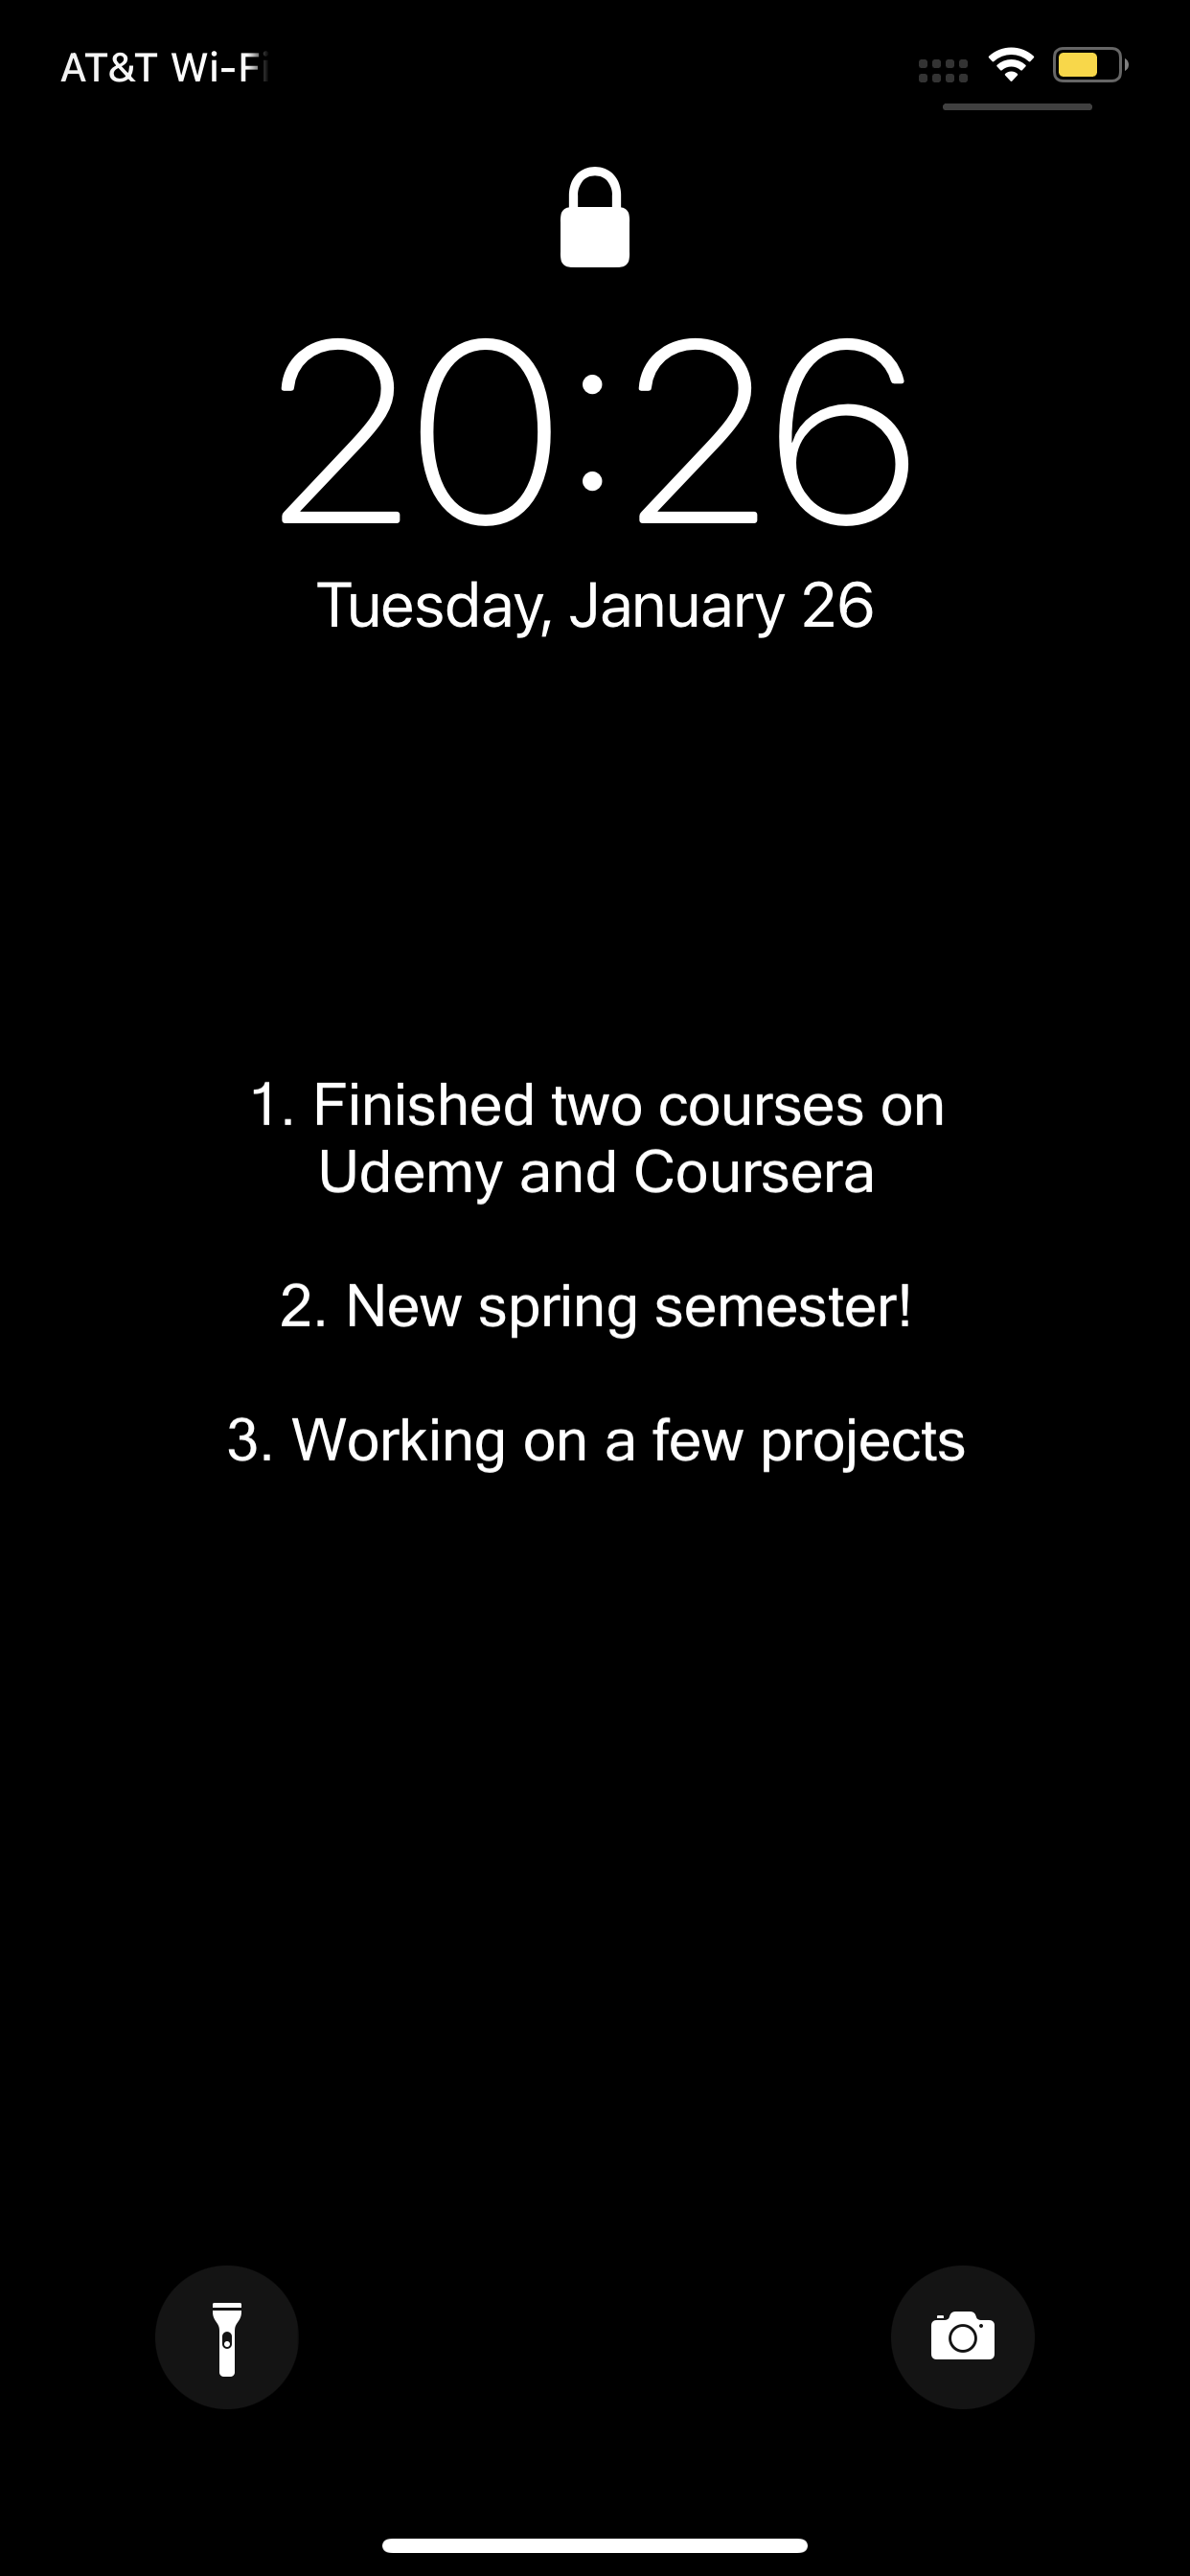 AT&T Wi-Fi
20:26
Tuesday, January 26
1. Finished two courses on
Udemy and Coursera
2. New spring semester!
3. Working on a few projects